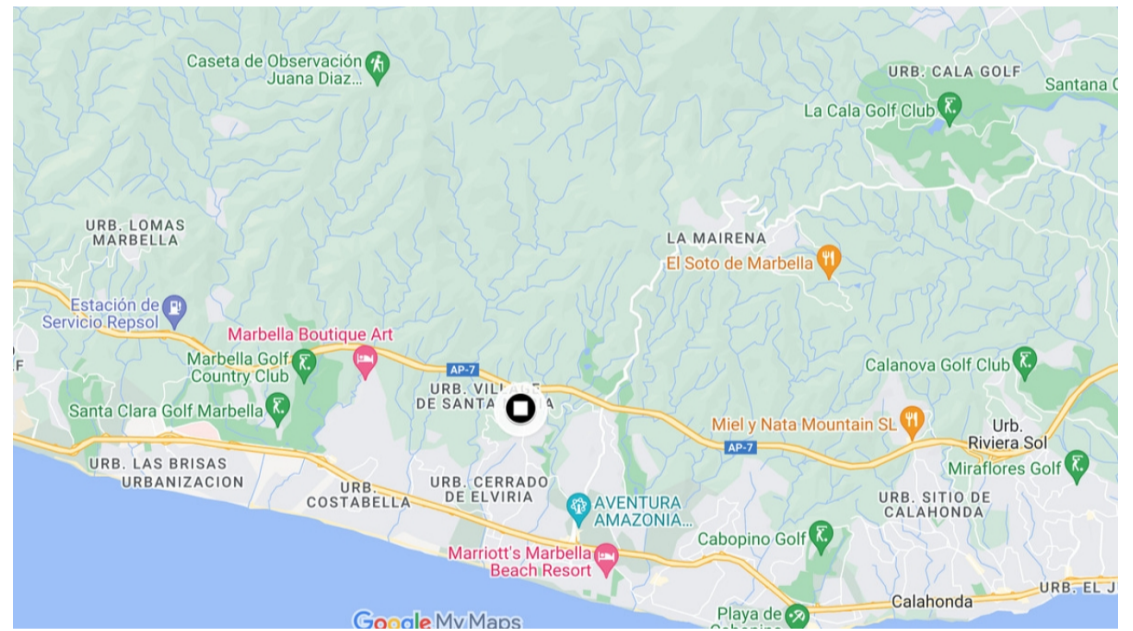 Caseta de Observación
Juana Diaz...
URB. CALA GOLF
Santana
La Cala Golf Club
URB. LOMAS
MARBELLA
LA MAIRENA
El Soto de Marbella
Estación de
Servicio Repsol
Marbella Boutique Art
Marbella Golf
Country Club
F
AP-7
Calanova Golf Club
URB.
DE
Santa Clara Golf Marbella
Miel y Nata Mountain SL
AP-7
Urb.
Riviera Sol
Miraflores Golf
URB. LAS BRISAS
URBANIZACION
URB.
COSTABELLA
URB. CERRADO
DE ELVIRIA
URB. SITIO DE
CALAHONDA
AVENTURA
AMAZONIA...
Cabopino Golf
Marriott's Marbella
Beach Resort
URB. EL
Calahonda
Playa de
Cabopino
Google My Maps